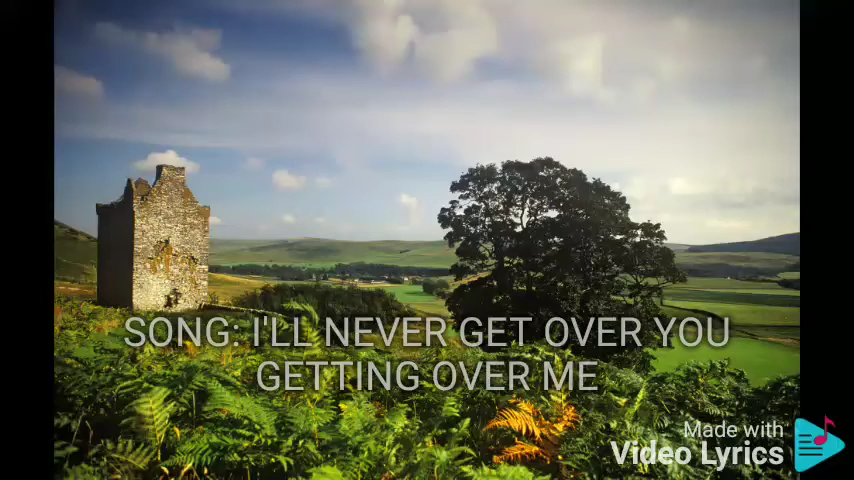 SONG: I'LL NEVER GET OVER YOU
GETTING OVER ME
Made with
Video Lyrics